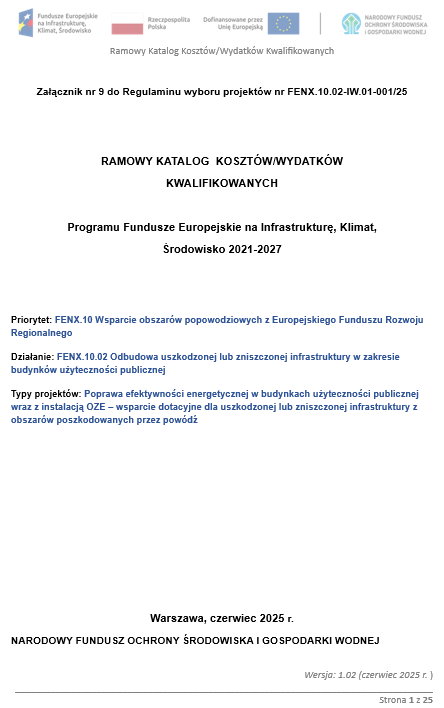 Fundusze Europejskie
na Infrastrukturę,
Klimat, Środowisko
Rzeczpospolita
Polska
Dofinansowane przez
Unię Europejską
NARODOWY FUNDUSZ
OCHRONY ŚRODOWISKA
I GOSPODARKI WODNEJ
Ramowy Katalog Kosztów/Wydatków Kwalifikowanych
Załącznik nr 9 do Regulaminu wyboru projektów nr FENX.10.02-IW.01-001/25
RAMOWY KATALOG KOSZTÓW/WYDATKÓW
KWALIFIKOWANYCH
Programu Fundusze Europejskie na Infrastrukturę, Klimat,
Środowisko 2021-2027
Priorytet: FENX.10 Wsparcie obszarów popowodziowych z Europejskiego Funduszu Rozwoju
Regionalnego
Działanie: FENX.10.02 Odbudowa uszkodzonej lub zniszczonej infrastruktury w zakresie
budynków użyteczności publicznej
Typy projektów: Poprawa efektywności energetycznej w budynkach użyteczności publicznej
wraz z instalacją OZE – wsparcie dotacyjne dla uszkodzonej lub zniszczonej infrastruktury z
obszarów poszkodowanych przez powódź
Warszawa, czerwiec 2025 r.
NARODOWY FUNDUSZ OCHRONY ŚRODOWISKA I GOSPODARKI WODNEJ
Wersja: 1.02 (czerwiec 2025 r. )
Strona 1 z 25